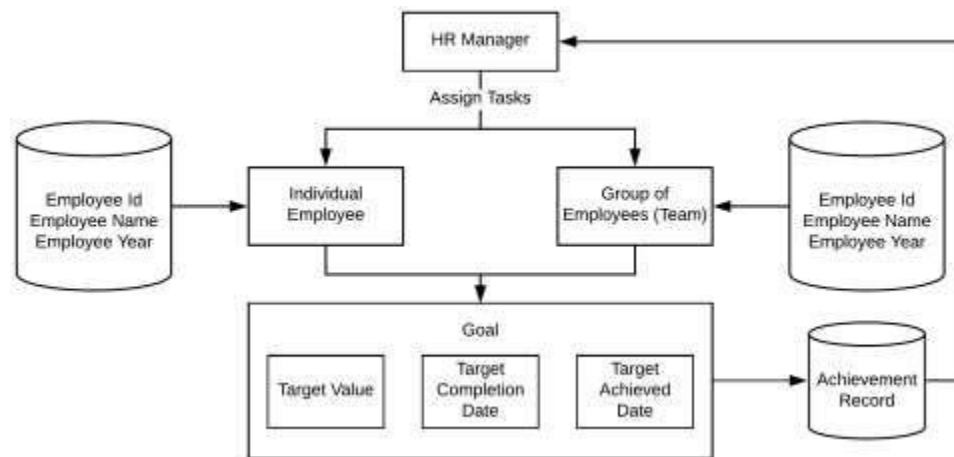 HR Manager
Assign Tasks
Employee Id
Employee Name
Employee Year
Individual
Employee
Group of
Employees (Team)
Employee Id
Employee Name
Employee Year
Goal
Target Value
Target
Completion
Date
Target
Achieved
Date
Achievement
Record